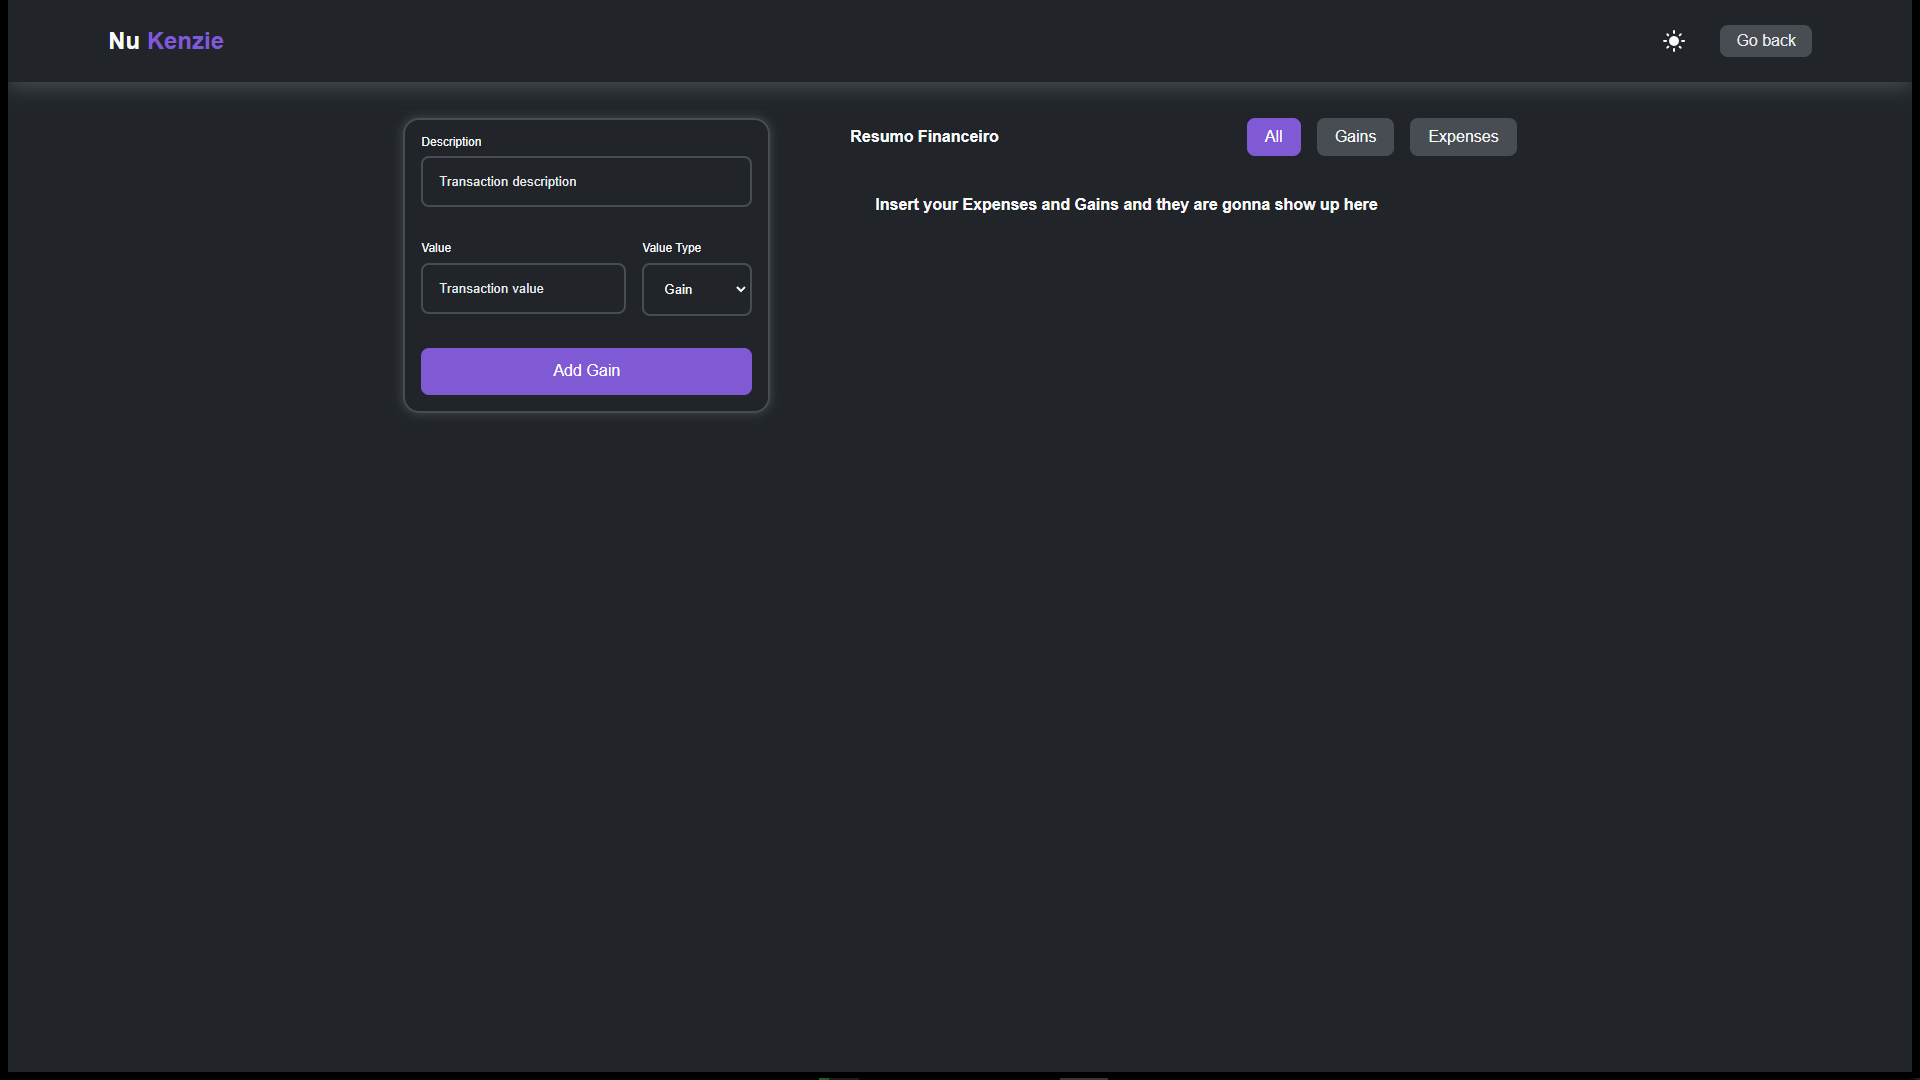 Nu Kenzie
Go back
Description
Transaction description
Value
Value Type
Transaction value
Gain
Add Gain
Resumo Financeiro
All
Gains
Expenses
Insert your Expenses and Gains and they are gonna show up here